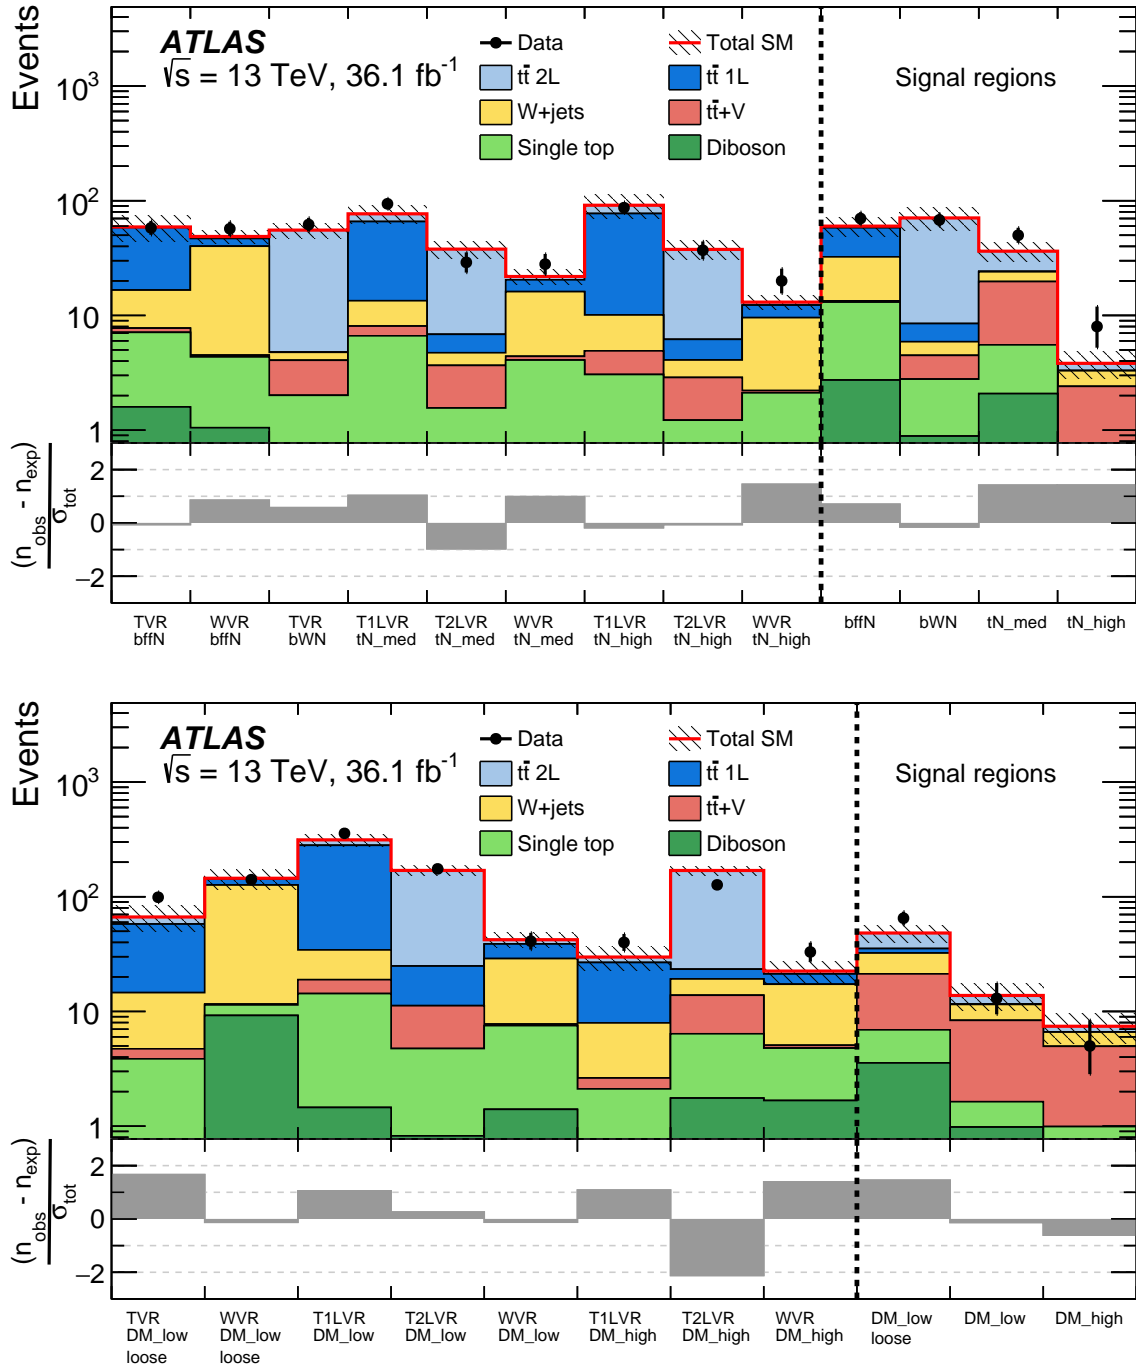 Events
ATLAS
√s = 13 TeV, 36.1 fb⁻¹
Data
Total SM
tt̄ 2L
tt̄ 1L
W+jets
tt̄+V
Single top
Diboson
Signal regions
10³
10²
10
1
(n_obs - n_exp)
σ_tot
2
0
−2
TVR bffN
WVR bffN
TVR bWN
T1LVR tN_med
T2LVR tN_med
WVR tN_med
T1LVR tN_high
T2LVR tN_high
WVR tN_high
bffN
bWN
tN_med
tN_high
Events
ATLAS
√s = 13 TeV, 36.1 fb⁻¹
Data
Total SM
tt̄ 2L
tt̄ 1L
W+jets
tt̄+V
Single top
Diboson
Signal regions
10³
10²
10
1
(n_obs - n_exp)
σ_tot
2
0
−2
TVR DM_low loose
WVR DM_low loose
T1LVR DM_low
T2LVR DM_low
WVR DM_low
T1LVR DM_high
T2LVR DM_high
WVR DM_high
DM_low loose
DM_low
DM_high